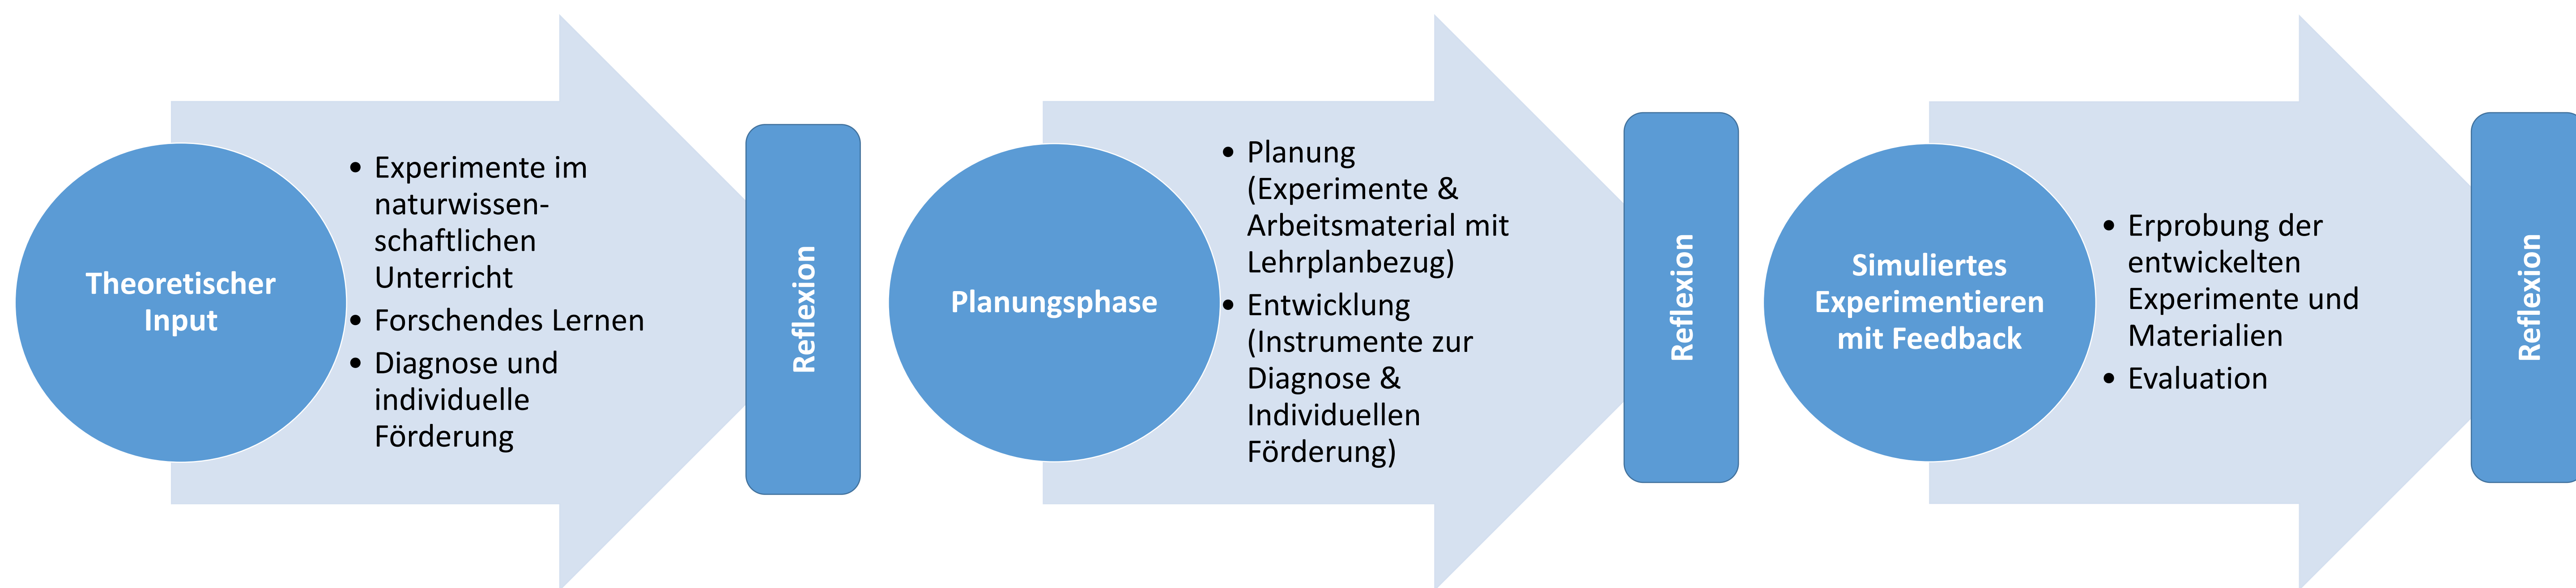 Theoretischer
Input
• Experimente im
naturwissen-
schaftlichen
Unterricht
• Forschendes Lernen
• Diagnose und
individuelle
Förderung
Reflexion
Planungsphase
• Planung
(Experimente &
Arbeitsmaterial mit
Lehrplanbezug)
• Entwicklung
(Instrumente zur
Diagnose &
Individuellen
Förderung)
Reflexion
Simuliertes
Experimentieren
mit Feedback
• Erprobung der
entwickelten
Experimente und
Materialien
• Evaluation
Reflexion